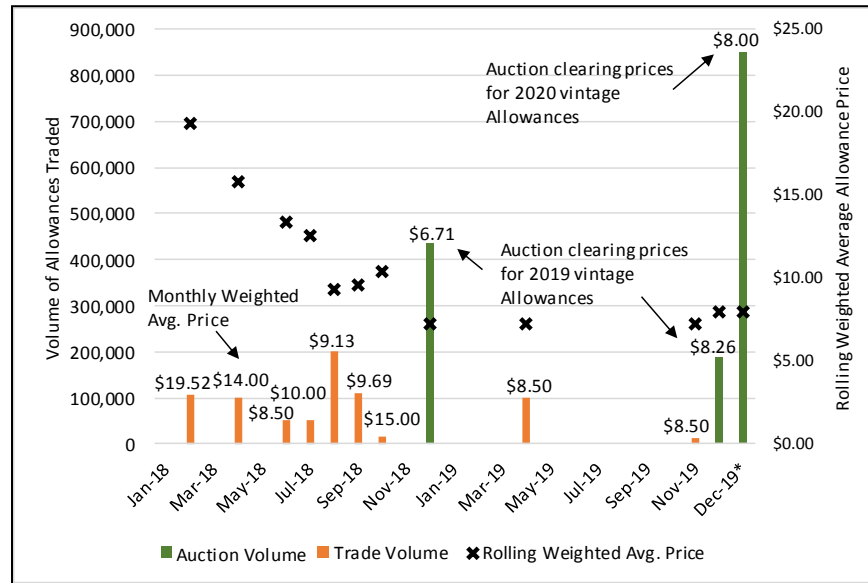 900,000
800,000
700,000
600,000
500,000
400,000
300,000
200,000
100,000
0
Volume of Allowances Traded
$25.00
$20.00
$15.00
$10.00
$5.00
$0.00
Rolling Weighted Average Allowance Price
$8.00
Auction clearing prices
for 2020 vintage
Allowances
$6.71
Auction clearing prices
for 2019 vintage
Allowances
Monthly Weighted
Avg. Price
$19.52
$14.00
$8.50
$10.00
$9.13
$9.69
$15.00
$8.50
$8.50
$8.26
Jan-18
Mar-18
May-18
Jul-18
Sep-18
Nov-18
Jan-19
Mar-19
May-19
Jul-19
Sep-19
Nov-19
Dec-19*
Auction Volume
Trade Volume
Rolling Weighted Avg. Price